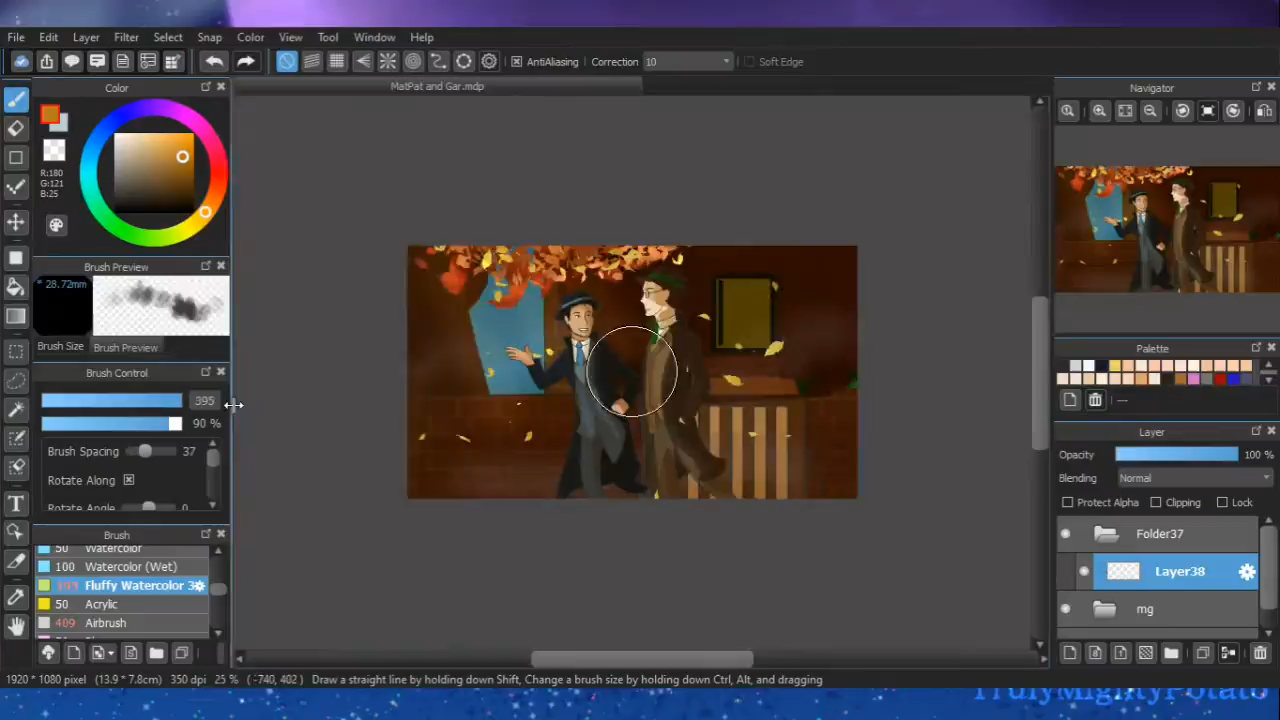 File Edit Layer Filter Select Snap Color View Tool Window Help
AntiAliasing Correction 10 Soft Edge
Color
MatPat and Gar.mdp
Navigator
R:180
G:121
B:25
Brush Preview
* 28.72mm
Brush Size Brush Preview
Palette
---
Brush Control
395
90 %
Brush Spacing 37
Rotate Along
Rotate Angle 0
Layer
Opacity 100 %
Blending Normal
Protect Alpha Clipping Lock
Folder37
Layer38
mg
Brush
50 Watercolor
100 Watercolor (Wet)
Fluffy Watercolor 3
50 Acrylic
409 Airbrush
1920 * 1080 pixel (13.9 * 7.8cm) 350 dpi 25 % ( -740, 402 ) Draw a straight line by holding down Shift, Change a brush size by holding down Ctrl, Alt, and dragging
TrulyMightyPotato